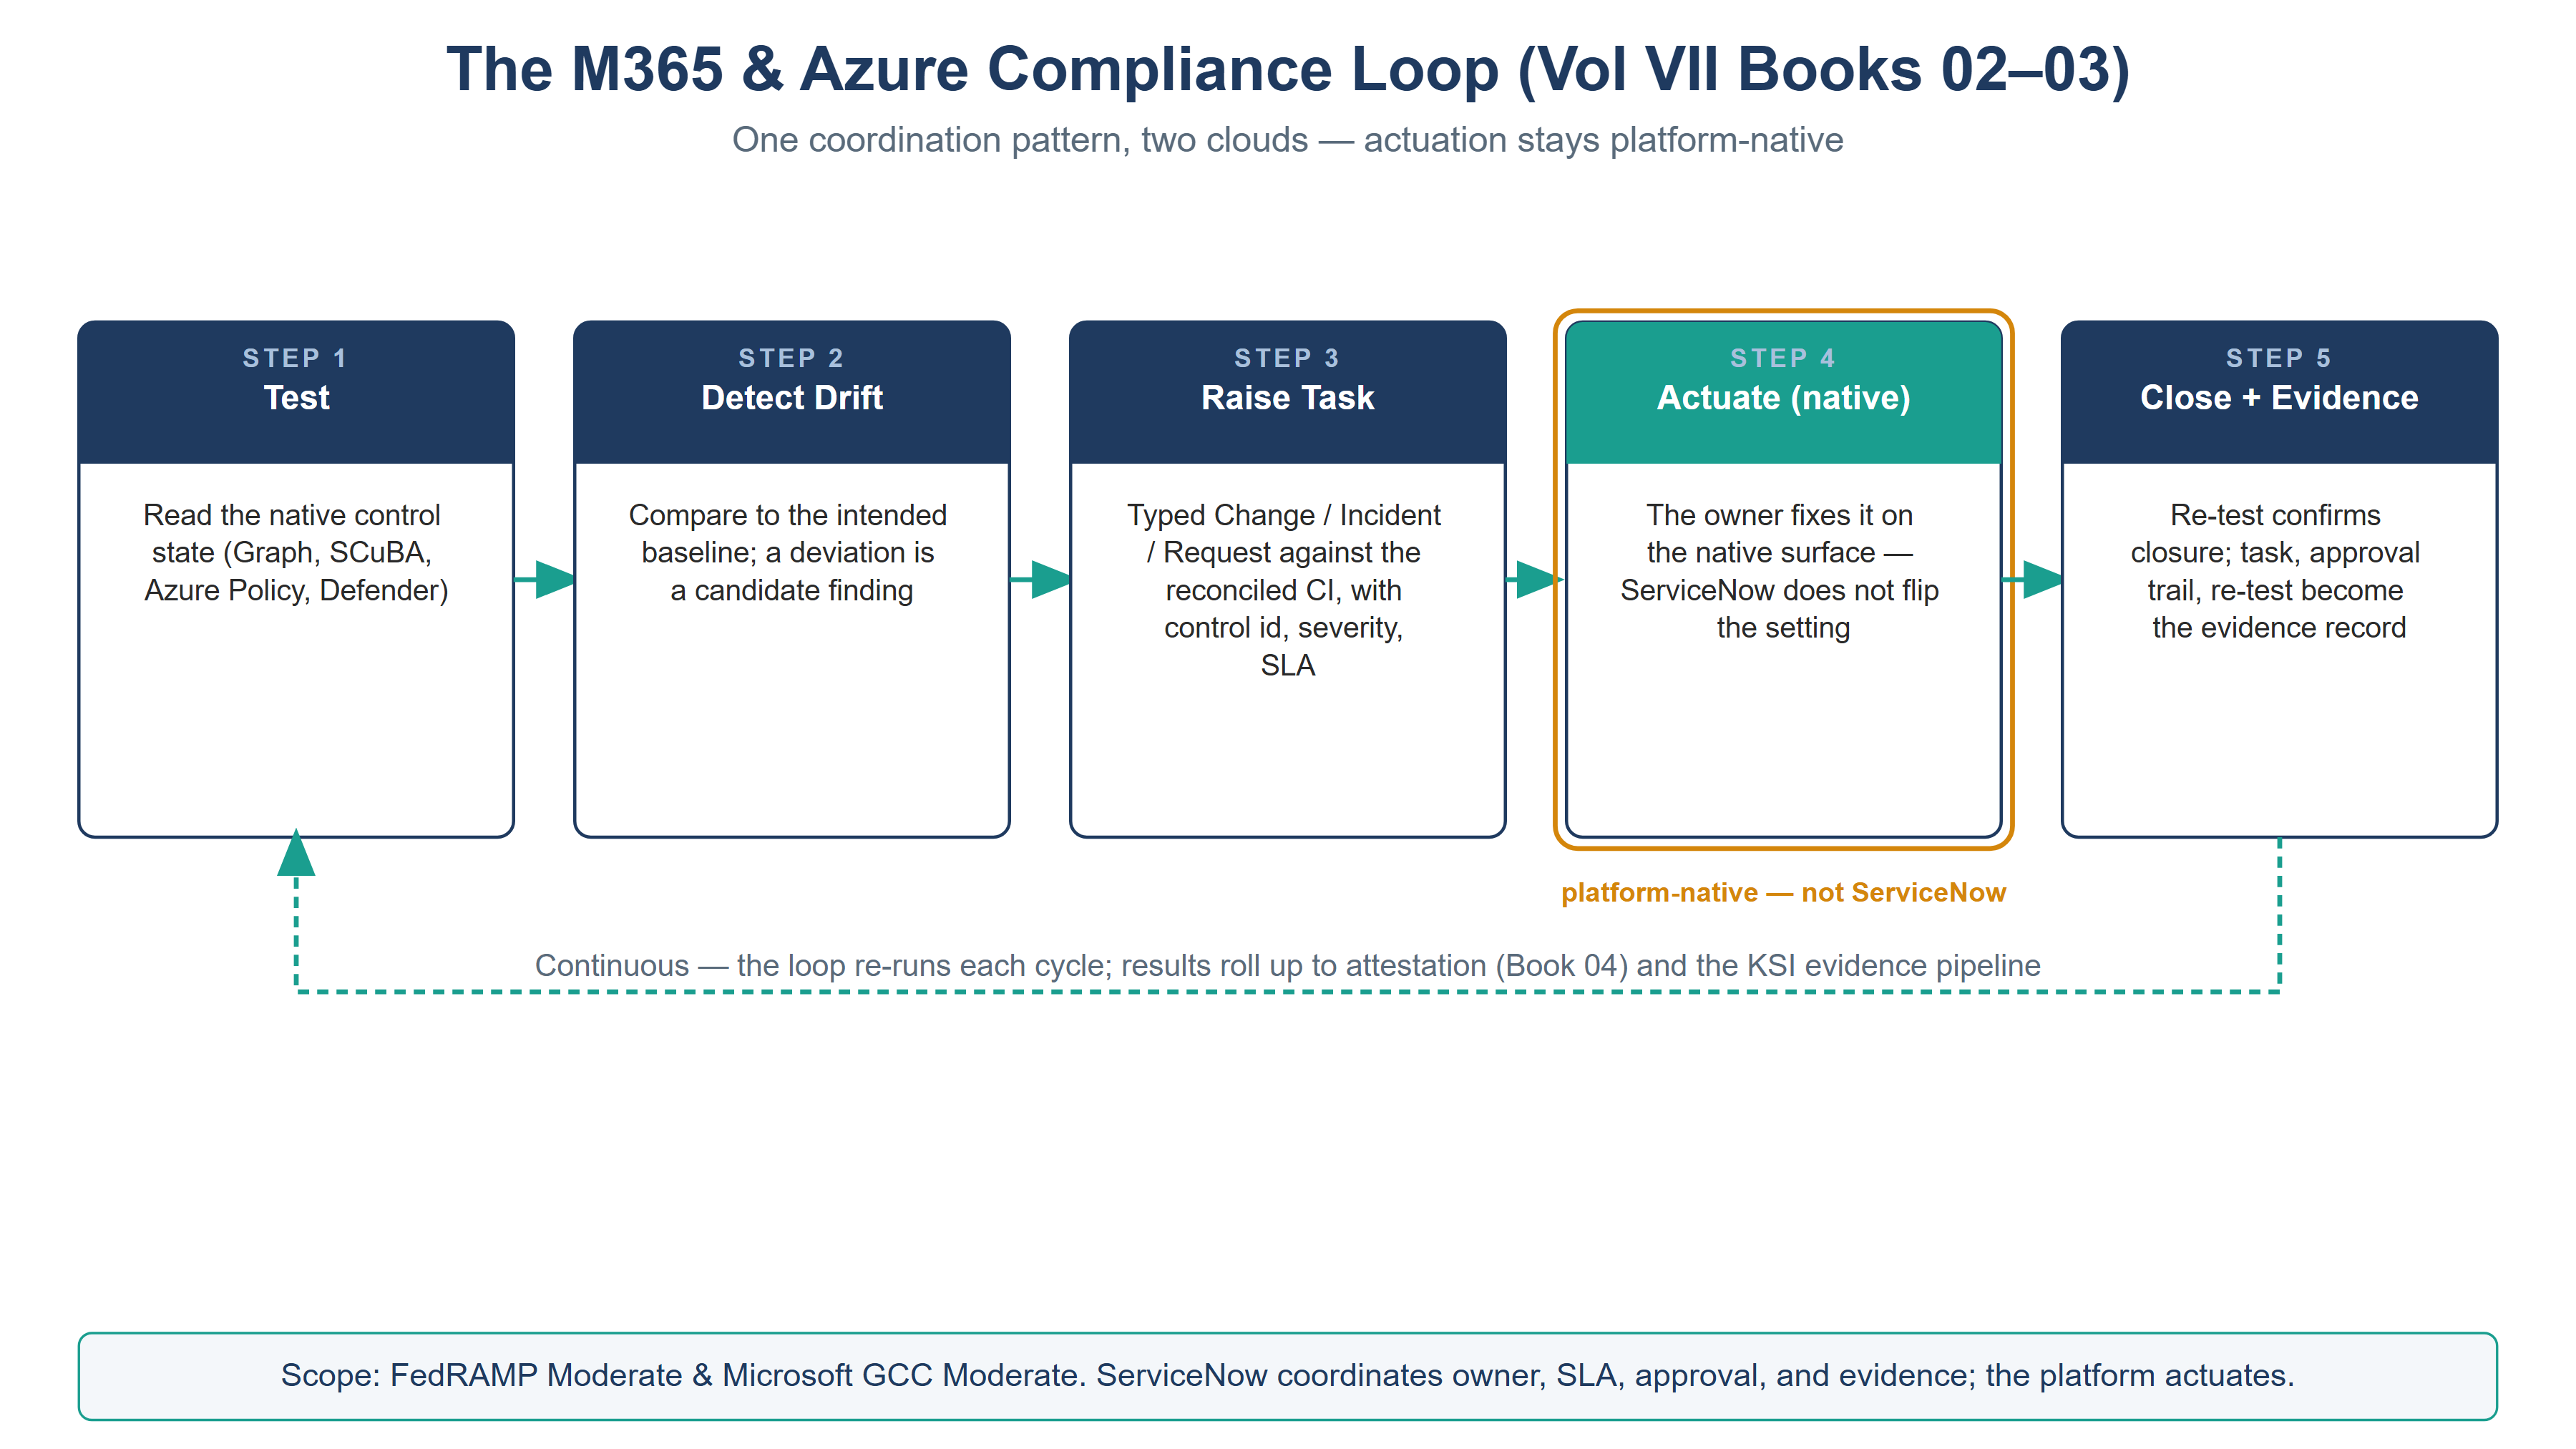 The M365 & Azure Compliance Loop (Vol VII Books 02–03)
One coordination pattern, two clouds — actuation stays platform-native
STEP 1
Test
Read the native control
state (Graph, SCuBA,
Azure Policy, Defender)
STEP 2
Detect Drift
Compare to the intended
baseline; a deviation is
a candidate finding
STEP 3
Raise Task
Typed Change / Incident
/ Request against the
reconciled CI, with
control id, severity,
SLA
STEP 4
Actuate (native)
The owner fixes it on
the native surface —
ServiceNow does not flip
the setting
STEP 5
Close + Evidence
Re-test confirms
closure; task, approval
trail, re-test become
the evidence record
platform-native — not ServiceNow
Continuous — the loop re-runs each cycle; results roll up to attestation (Book 04) and the KSI evidence pipeline
Scope: FedRAMP Moderate & Microsoft GCC Moderate. ServiceNow coordinates owner, SLA, approval, and evidence; the platform actuates.